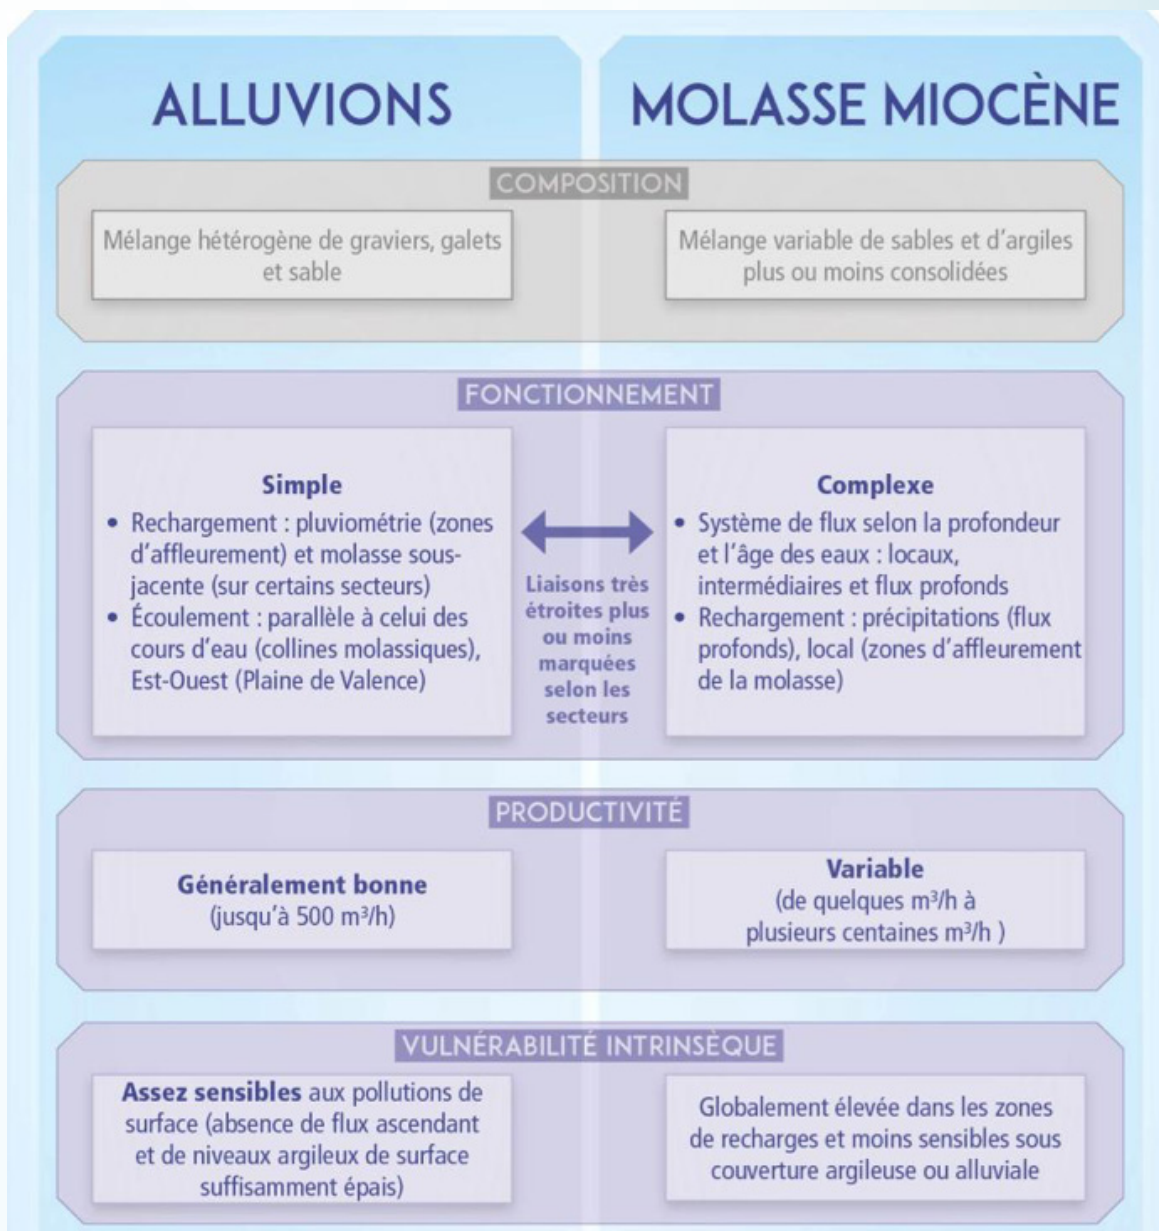 ALLUVIONS
MOLASSE MIOCÈNE
COMPOSITION
Mélange hétérogène de graviers, galets
et sable
Mélange variable de sables et d'argiles
plus ou moins consolidées
FONCTIONNEMENT
Simple
• Rechargement : pluviométrie (zones
d'affleurement) et molasse sous-
jacente (sur certains secteurs)
• Écoulement : parallèle à celui des
cours d'eau (collines molassiques),
Est-Ouest (Plaine de Valence)
Liaisons très
étroites plus
ou moins
marquées
selon les
secteurs
Complexe
• Système de flux selon la profondeur
et l'âge des eaux : locaux,
intermédiaires et flux profonds
• Rechargement : précipitations (flux
profonds), local (zones d'affleurement
de la molasse)
PRODUCTIVITÉ
Généralement bonne
(jusqu'à 500 m³/h)
Variable
(de quelques m³/h à
plusieurs centaines m³/h )
VULNÉRABILITÉ INTRINSÈQUE
Assez sensibles aux pollutions de
surface (absence de flux ascendant
et de niveaux argileux de surface
suffisamment épais)
Globalement élevée dans les zones
de recharges et moins sensibles sous
couverture argileuse ou alluviale